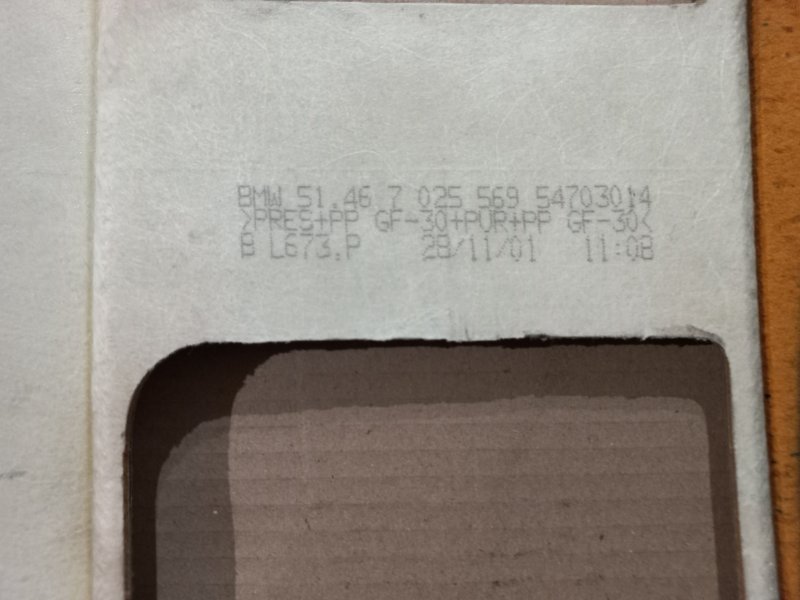 BMW 51.46 7 025 569 54703014
>PRES+PP GF-30+PUR+PP GF-30<
B L673.P 28/11/01 11:08